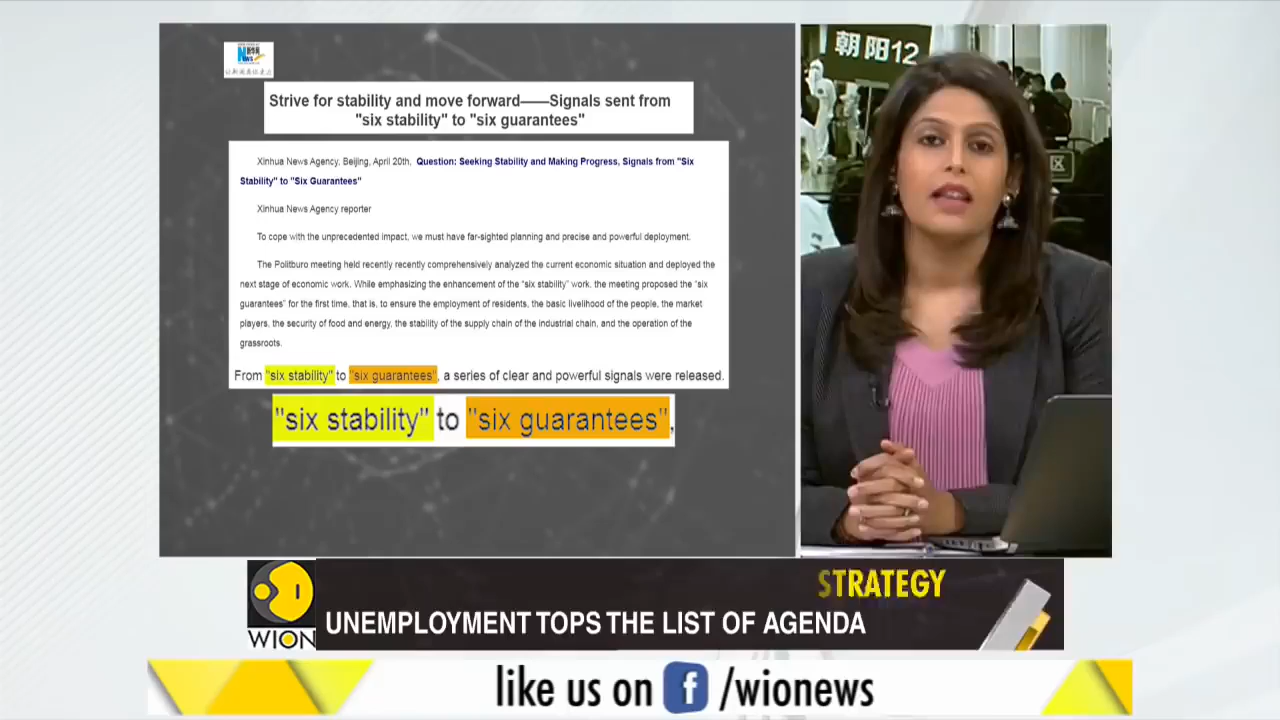 朝阳12
NEWS
Strive for stability and move forward——Signals sent from
"six stability" to "six guarantees"
Xinhua News Agency, Beijing, April 20th, Question: Seeking Stability and Making Progress, Signals from "Six
Stability" to "Six Guarantees"
Xinhua News Agency reporter
To cope with the unprecedented impact, we must have far-sighted planning and precise and powerful deployment.
The Politburo meeting held recently recently comprehensively analyzed the current economic situation and deployed the
next stage of economic work. While emphasizing the enhancement of the "six stability" work, the meeting proposed the "six
guarantees" for the first time, that is, to ensure the employment of residents, the basic livelihood of the people, the market
players, the security of food and energy, the stability of the supply chain of the industrial chain, and the operation of the
grassroots.
From "six stability" to "six guarantees", a series of clear and powerful signals were released.
"six stability" to "six guarantees",
STRATEGY
UNEMPLOYMENT TOPS THE LIST OF AGENDA
WION
like us on f /wionews